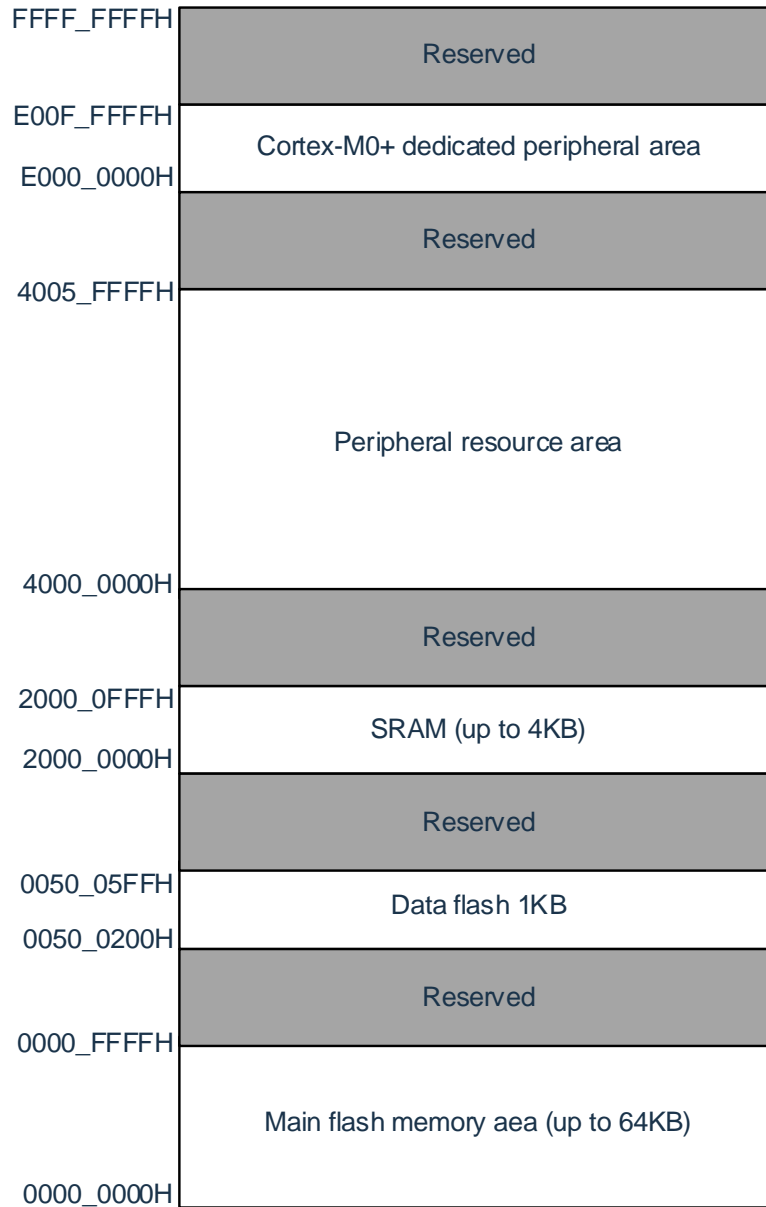 FFFF_FFFFH
Reserved
E00F_FFFFH
Cortex-M0+ dedicated peripheral area
E000_0000H
Reserved
4005_FFFFH
Peripheral resource area
4000_0000H
Reserved
2000_0FFFH
SRAM (up to 4KB)
2000_0000H
Reserved
0050_05FFH
Data flash 1KB
0050_0200H
Reserved
0000_FFFFH
Main flash memory aea (up to 64KB)
0000_0000H